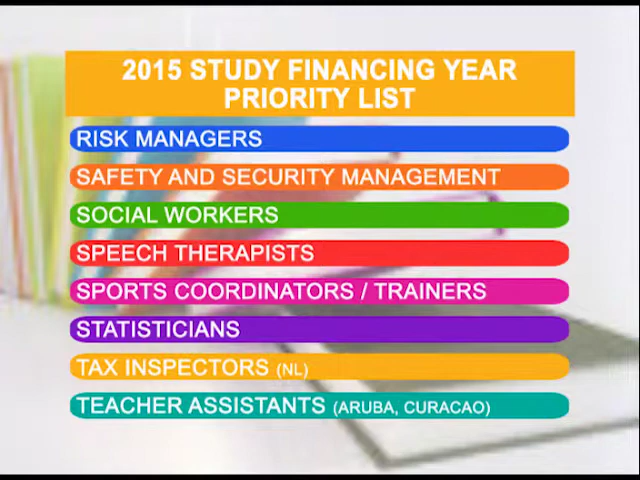 2015 STUDY FINANCING YEAR
PRIORITY LIST
RISK MANAGERS
SAFETY AND SECURITY MANAGEMENT
SOCIAL WORKERS
SPEECH THERAPISTS
SPORTS COORDINATORS / TRAINERS
STATISTICIANS
TAX INSPECTORS (NL)
TEACHER ASSISTANTS (ARUBA, CURACAO)